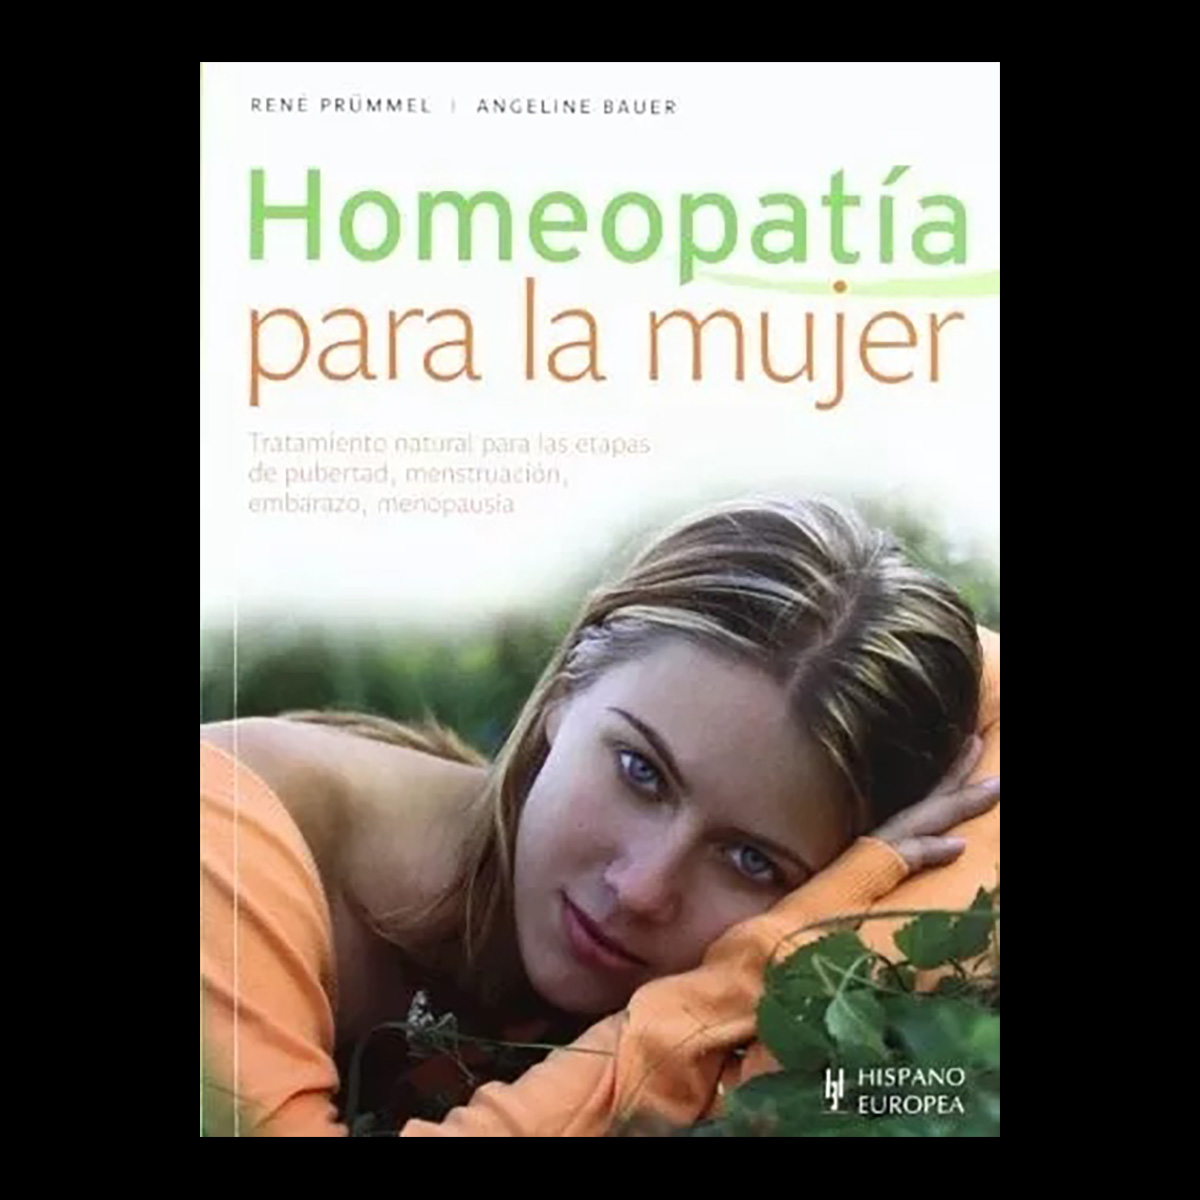 RENÉ PRÜMMEL | ANGELINE BAUER
Homeopatía
para la mujer
Tratamiento natural para las etapas
de pubertad, menstruación,
embarazo, menopausia
HISPANO
EUROPEA